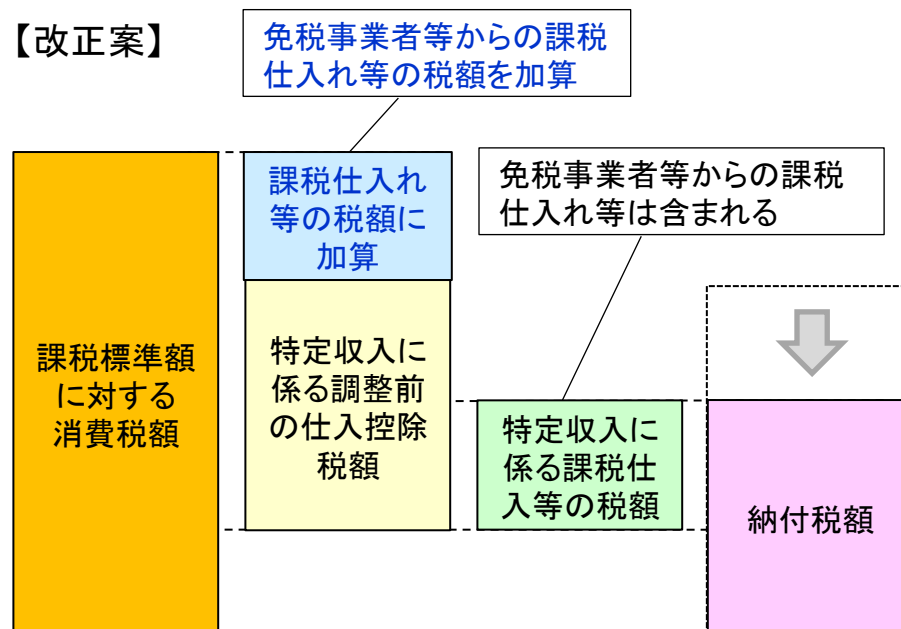 【改正案】
免税事業者等からの課税
仕入れ等の税額を加算
課税仕入れ
等の税額に
加算
免税事業者等からの課税
仕入れ等は含まれる
課税標準額
に対する
消費税額
特定収入に
係る調整前
の仕入控除
税額
特定収入に
係る課税仕
入等の税額
納付税額